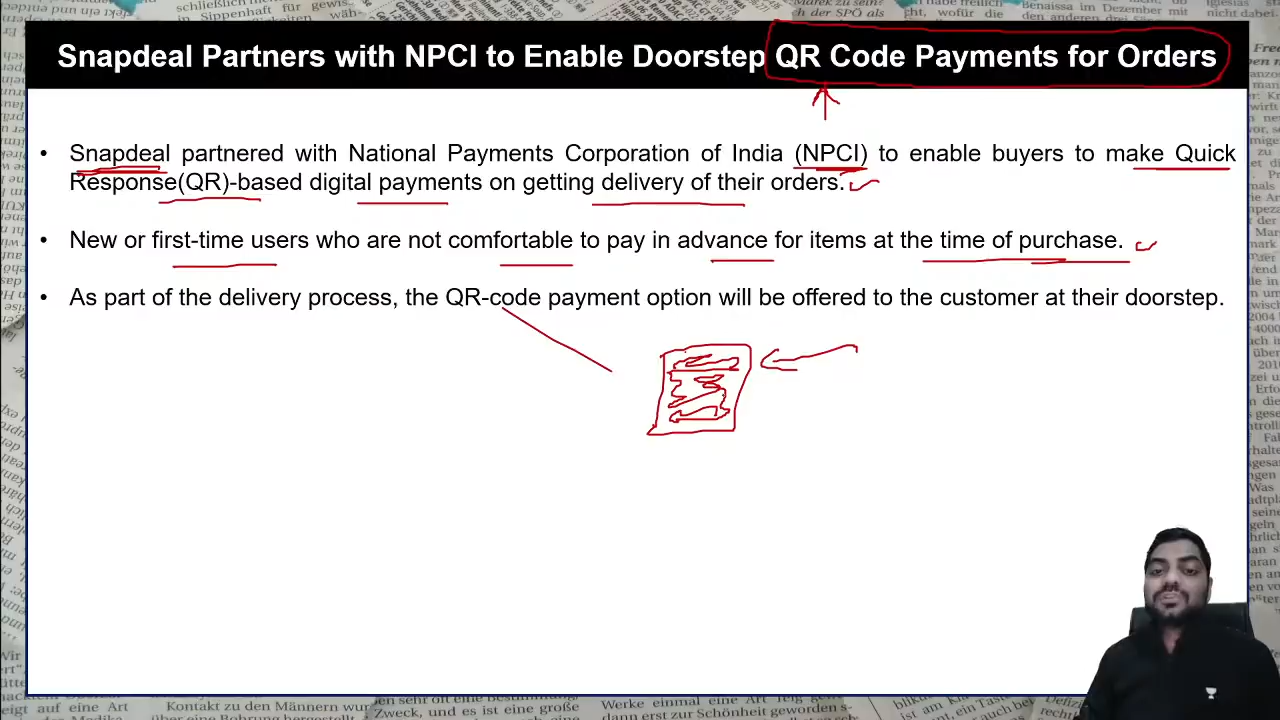 Snapdeal Partners with NPCI to Enable Doorstep QR Code Payments for Orders
• Snapdeal partnered with National Payments Corporation of India (NPCI) to enable buyers to make Quick
Response(QR)-based digital payments on getting delivery of their orders.
• New or first-time users who are not comfortable to pay in advance for items at the time of purchase.
• As part of the delivery process, the QR-code payment option will be offered to the customer at their doorstep.